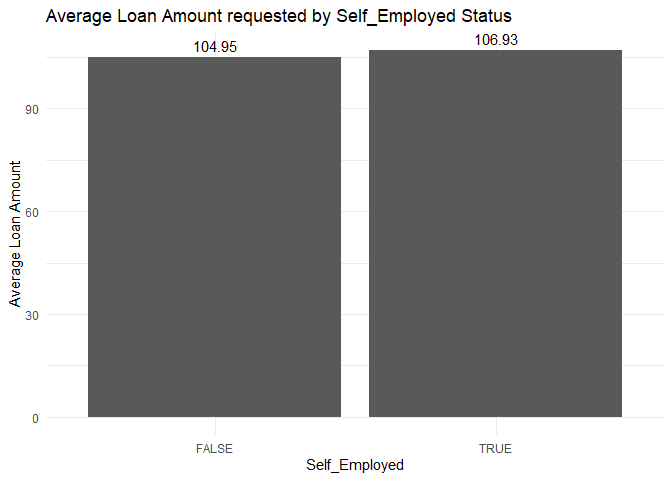 Average Loan Amount requested by Self_Employed Status
104.95
106.93
Average Loan Amount
90
60
30
0
FALSE
TRUE
Self_Employed